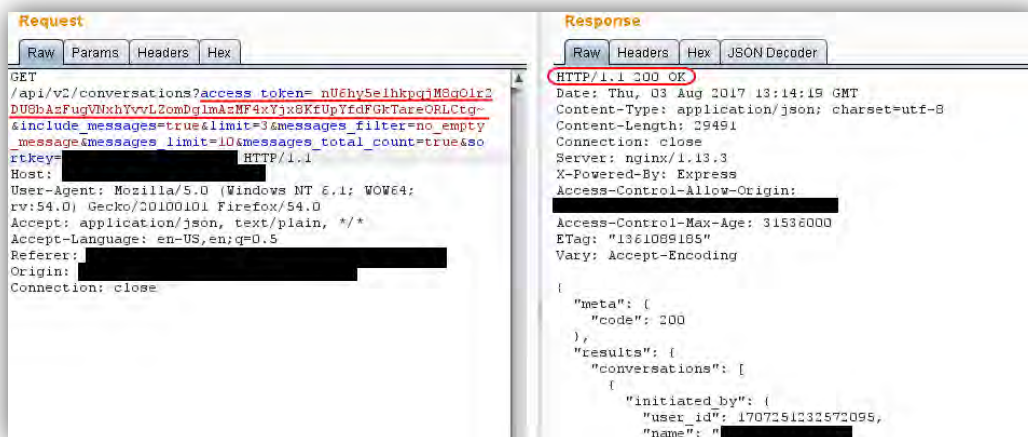 Request
Raw Params Headers Hex
GET
/api/v2/conversations?access_token=
&include_messages=true&limit=3&messages_filter=no_empty
_message&messages_limit=10&messages_total_count=true&so
rtkey= HTTP/1.1
Host:
User-Agent: Mozilla/5.0 (Windows NT 6.1; WOW64;
rv:54.0) Gecko/20100101 Firefox/54.0
Accept: application/json, text/plain, */*
Accept-Language: en-US,en;q=0.5
Referer:
Origin:
Connection: close
Response
Raw Headers Hex JSON Decoder
HTTP/1.1 200 OK
Date: Thu, 03 Aug 2017 13:14:19 GMT
Content-Type: application/json; charset=utf-8
Content-Length: 29491
Connection: close
Server: nginx/1.13.3
X-Powered-By: Express
Access-Control-Allow-Origin:
Access-Control-Max-Age: 31536000
ETag: "1361089185"
Vary: Accept-Encoding
{
"meta": {
"code": 200
},
"results": {
"conversations": [
{
"initiated_by": {
"user_id": 1707251232572095,
"name": "